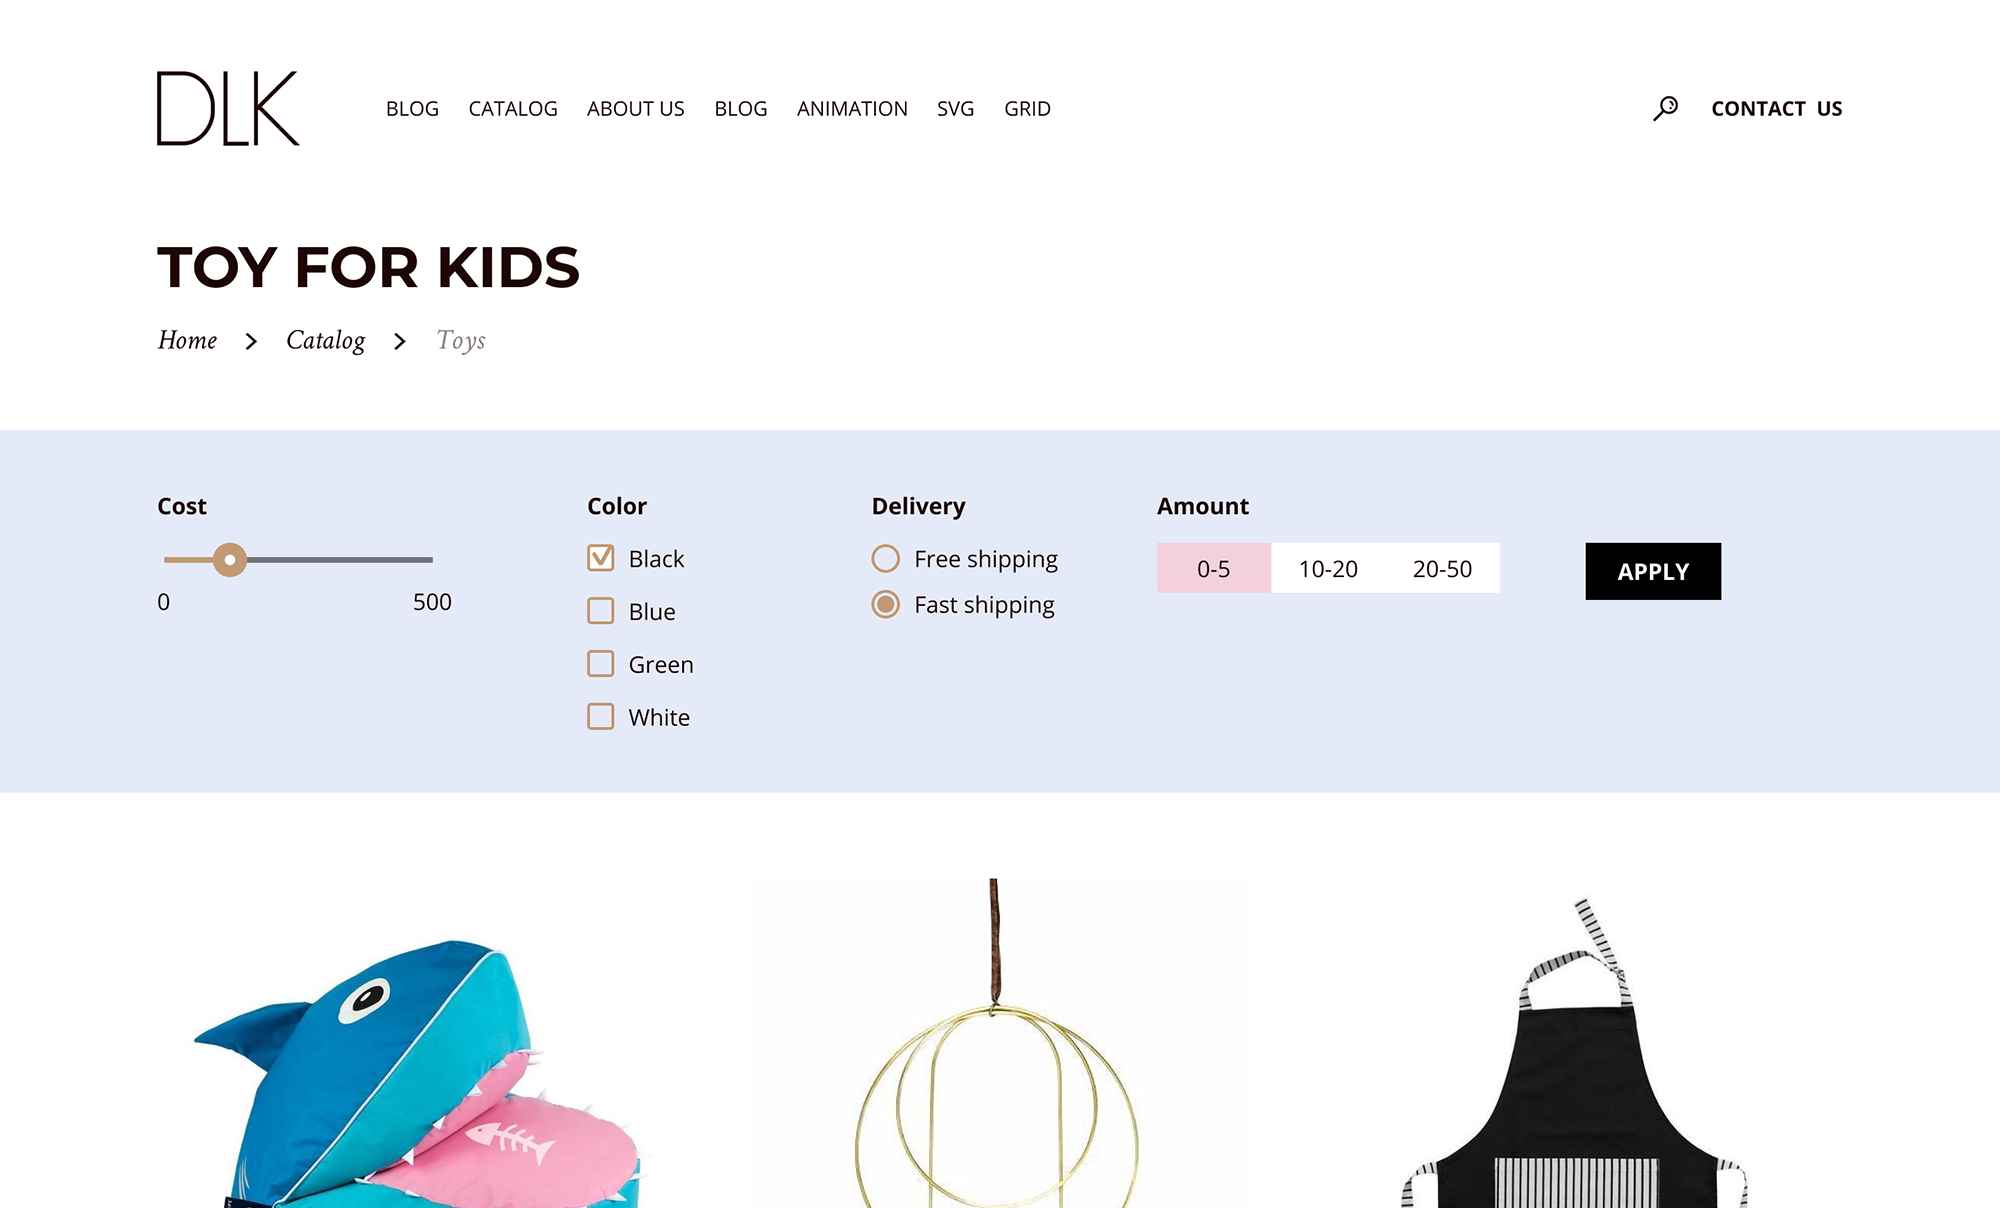 DLK BLOG CATALOG ABOUT US BLOG ANIMATION SVG GRID CONTACT US
TOY FOR KIDS
Home > Catalog > Toys
Cost
0 500
Color
Black
Blue
Green
White
Delivery
Free shipping
Fast shipping
Amount
0-5 10-20 20-50
APPLY